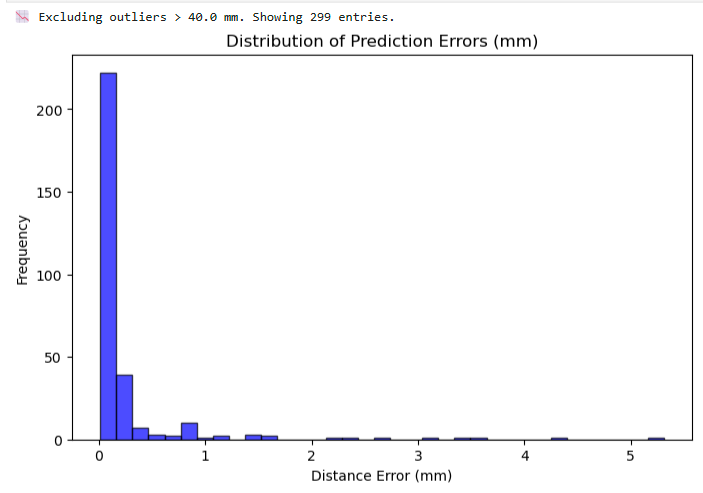 Excluding outliers > 40.0 mm. Showing 299 entries.
Distribution of Prediction Errors (mm)
Frequency
200
150
100
50
0
0 1 2 3 4 5
Distance Error (mm)